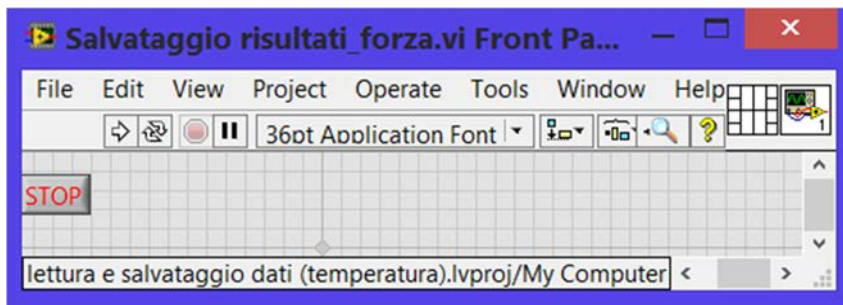 Salvataggio risultati_forza.vi Front Pa...
File Edit View Project Operate Tools Window Help
36pt Application Font
1
STOP
lettura e salvataggio dati (temperatura).lvproj/My Computer